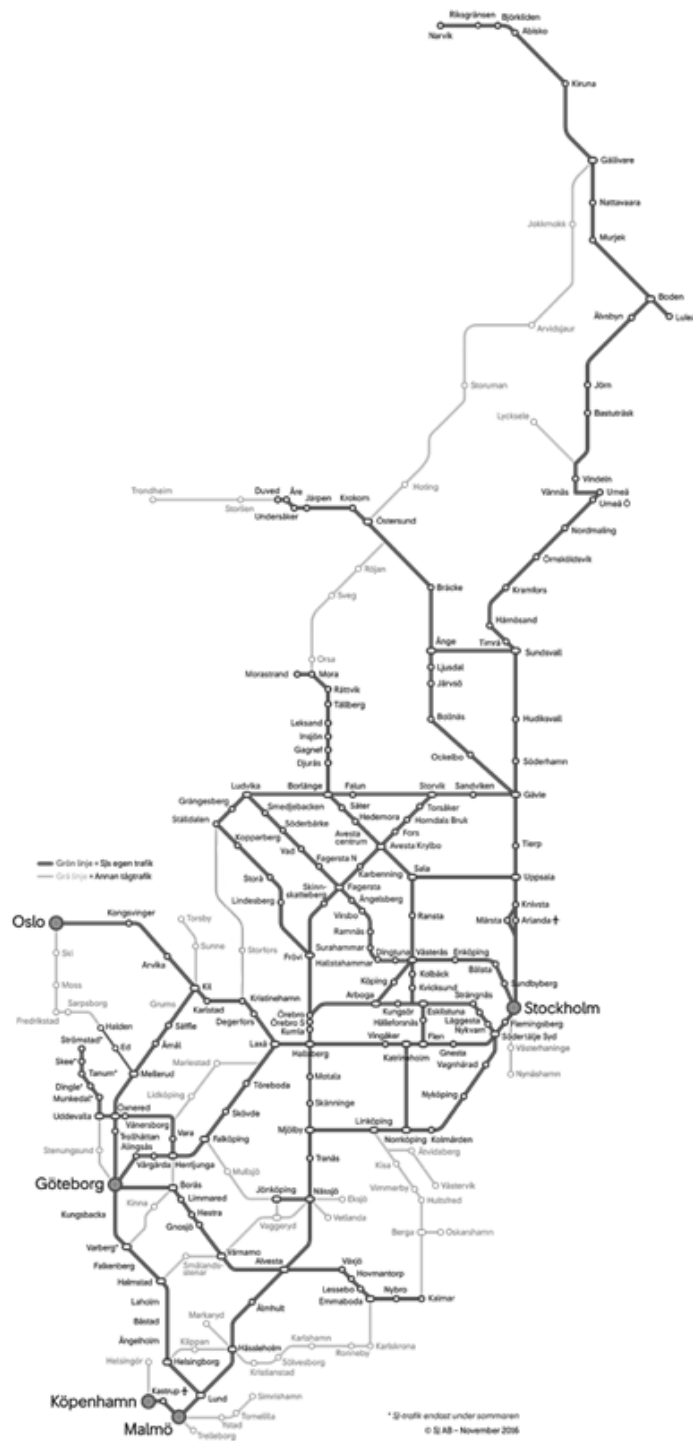 Riksgränsen
Björkliden
Narvik
Abisko
Kiruna
Gällivare
Nattavaara
Jokkmokk
Murjek
Boden
Älvsbyn
Luleå
Arvidsjaur
Jörn
Storuman
Bastuträsk
Lycksele
Vindeln
Hoting
Trondheim
Duved
Åre
Järpen
Krokom
Vännäs
Umeå
Storlien
Undersåker
Umeå Ö
Östersund
Nordmaling
Örnsköldsvik
Röjan
Bräcke
Kramfors
Sveg
Härnösand
Ånge
Timrå
Sundsvall
Orsa
Ljusdal
Morastrand
Mora
Järvsö
Rättvik
Tällberg
Leksand
Bollnäs
Hudiksvall
Insjön
Gagnef
Ockelbo
Söderhamn
Djurås
Ludvika
Borlänge
Falun
Storvik
Sandviken
Gävle
Grängesberg
Smedjebacken
Säter
Torsåker
Ställdalen
Söderbärke
Hedemora
Horndals Bruk
Kopparberg
Vad
Avesta
centrum
Fors
Avesta Krylbo
Tierp
Fagersta N
Grön linje = SJs egen trafik
Grå linje = Annan tågtrafik
Storå
Skinn-
skatteberg
Karbenning
Fagersta
Sala
Uppsala
Lindesberg
Ängelsberg
Virsbo
Ransta
Knivsta
Oslo
Kongsvinger
Torsby
Ramnäs
Märsta
Arlanda
Ski
Arvika
Sunne
Storfors
Frövi
Surahammar
Hallstahammar
Dingtuna
Västerås
Enköping
Bålsta
Moss
Kil
Kristinehamn
Köping
Kolbäck
Kvicksund
Sundbyberg
Sarpsborg
Grums
Karlstad
Arboga
Strängnäs
Stockholm
Fredrikstad
Halden
Säffle
Degerfors
Örebro
Örebro S
Kumla
Kungsör
Eskilstuna
Hällefornäs
Läggesta
Nykvarn
Flemingsberg
Södertälje Syd
Strömstad*
Ed
Åmål
Laxå
Hallsberg
Vingåker
Flen
Gnesta
Västerhaninge
Skee*
Mariestad
Katrineholm
Vagnhärad
Tanum*
Mellerud
Töreboda
Motala
Nynäshamn
Dingle*
Munkedal*
Lidköping
Skänninge
Nyköping
Uddevalla
Öxnered
Vänersborg
Skövde
Linköping
Trollhättan
Vara
Falköping
Mjölby
Norrköping
Kolmården
Stenungsund
Alingsås
Vårgårda
Herrljunga
Mullsjö
Tranås
Kisa
Åtvidaberg
Göteborg
Borås
Jönköping
Nässjö
Eksjö
Vimmerby
Västervik
Hultsfred
Kinna
Limmared
Hestra
Vaggeryd
Vetlanda
Kungsbacka
Gnosjö
Berga
Oskarshamn
Varberg*
Värnamo
Falkenberg
Smålands-
stenar
Alvesta
Växjö
Hovmantorp
Halmstad
Lessebo
Emmaboda
Nybro
Kalmar
Laholm
Älmhult
Båstad
Markaryd
Ängelholm
Klippan
Hässleholm
Karlshamn
Karlskrona
Helsingör
Helsingborg
Sölvesborg
Ronneby
Kristianstad
Köpenhamn
Kastrup
Lund
Simrishamn
Malmö
Tomelilla
Ystad
Trelleborg
* SJ-trafik endast under sommaren
© SJ AB – November 2016